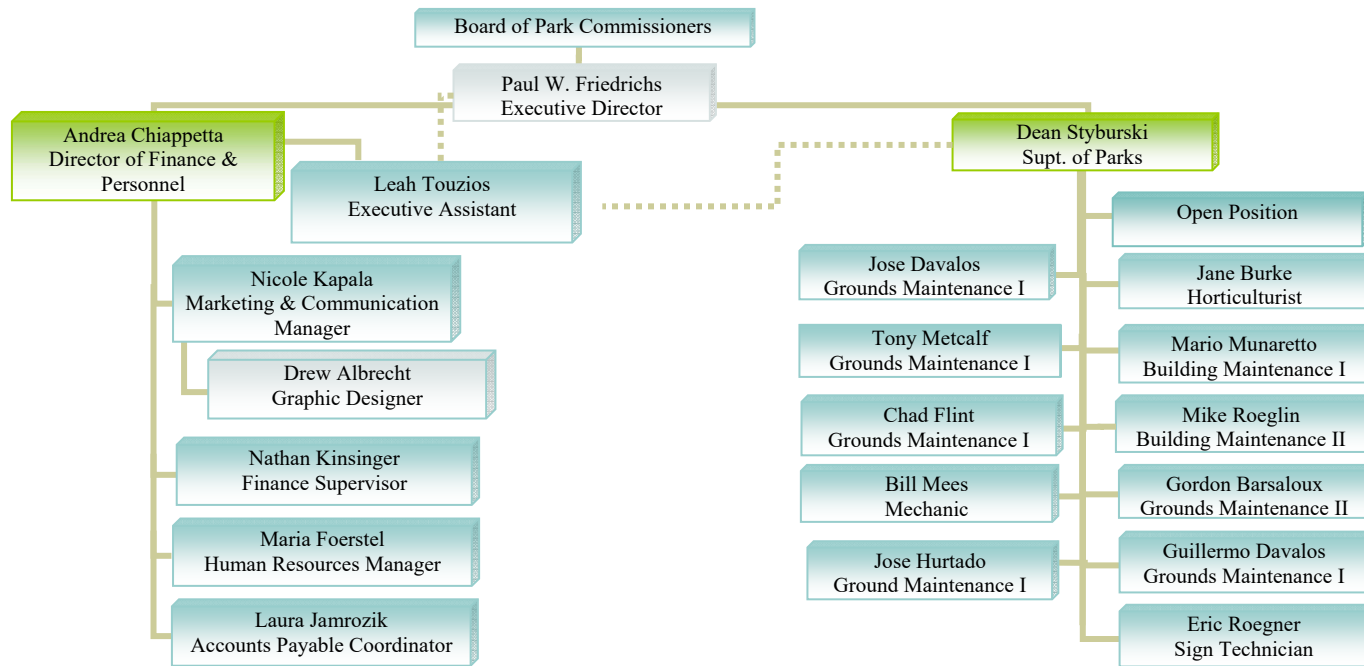 Board of Park Commissioners
Paul W. Friedrichs
Executive Director
Andrea Chiappetta
Director of Finance &
Personnel
Dean Styburski
Supt. of Parks
Leah Touzios
Executive Assistant
Nicole Kapala
Marketing & Communication
Manager
Drew Albrecht
Graphic Designer
Nathan Kinsinger
Finance Supervisor
Maria Foerstel
Human Resources Manager
Laura Jamrozik
Accounts Payable Coordinator
Open Position
Jose Davalos
Grounds Maintenance I
Jane Burke
Horticulturist
Tony Metcalf
Grounds Maintenance I
Mario Munaretto
Building Maintenance I
Chad Flint
Grounds Maintenance I
Mike Roeglin
Building Maintenance II
Bill Mees
Mechanic
Gordon Barsaloux
Grounds Maintenance II
Jose Hurtado
Ground Maintenance I
Guillermo Davalos
Grounds Maintenance I
Eric Roegner
Sign Technician